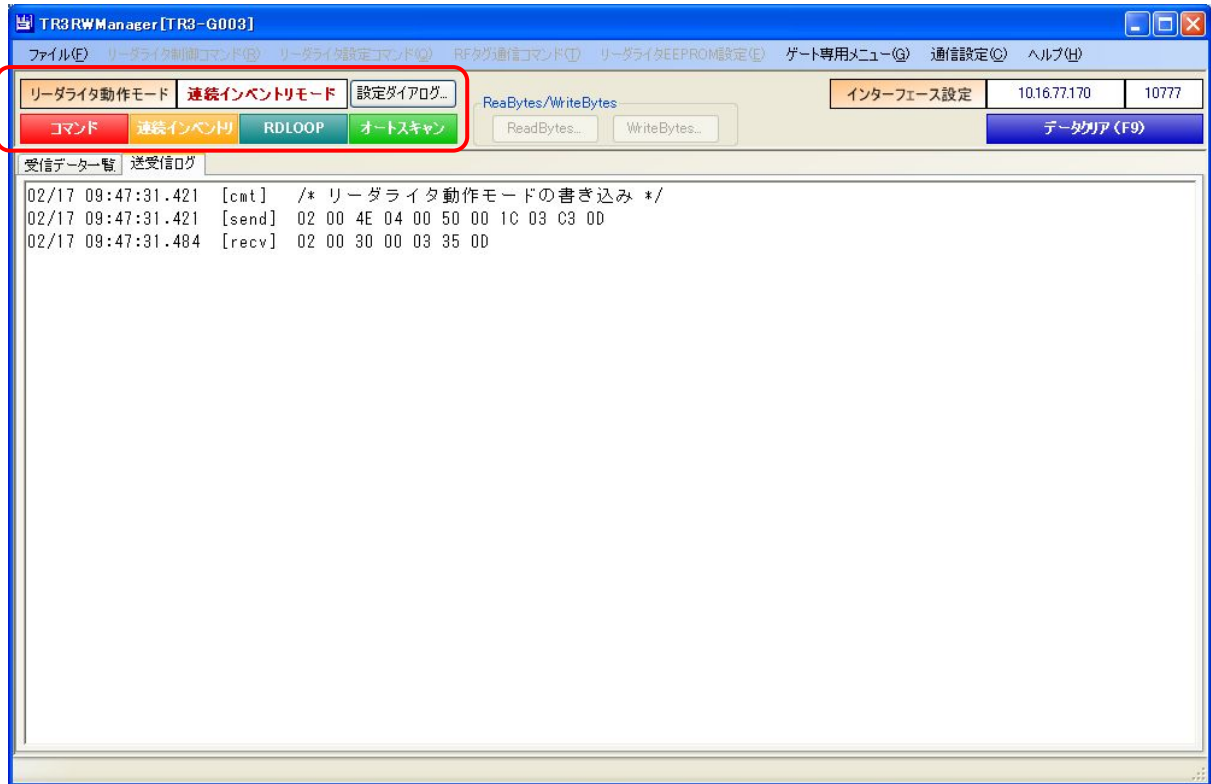 TR3RWManager[TR3-G003]
ファイル(F) リーダライタ制御コマンド(R) リーダライタ設定コマンド(Q) RFタグ通信コマンド(T) リーダライタEEPROM設定(E) ゲート専用メニュー(G) 通信設定(C) ヘルプ(H)
リーダライタ動作モード 連続インベントリモード 設定ダイアログ... ReaBytes/WriteBytes インターフェース設定 10.16.77.170 10777
コマンド 連続インベントリ RDLOOP オートスキャン ReadBytes... WriteBytes... データクリア(F9)
受信データ一覧 送受信ログ
02/17 09:47:31.421 [cmt] /* リーダライタ動作モードの書き込み */
02/17 09:47:31.421 [send] 02 00 4E 04 00 50 00 1C 03 C3 0D
02/17 09:47:31.484 [recv] 02 00 30 00 03 35 0D